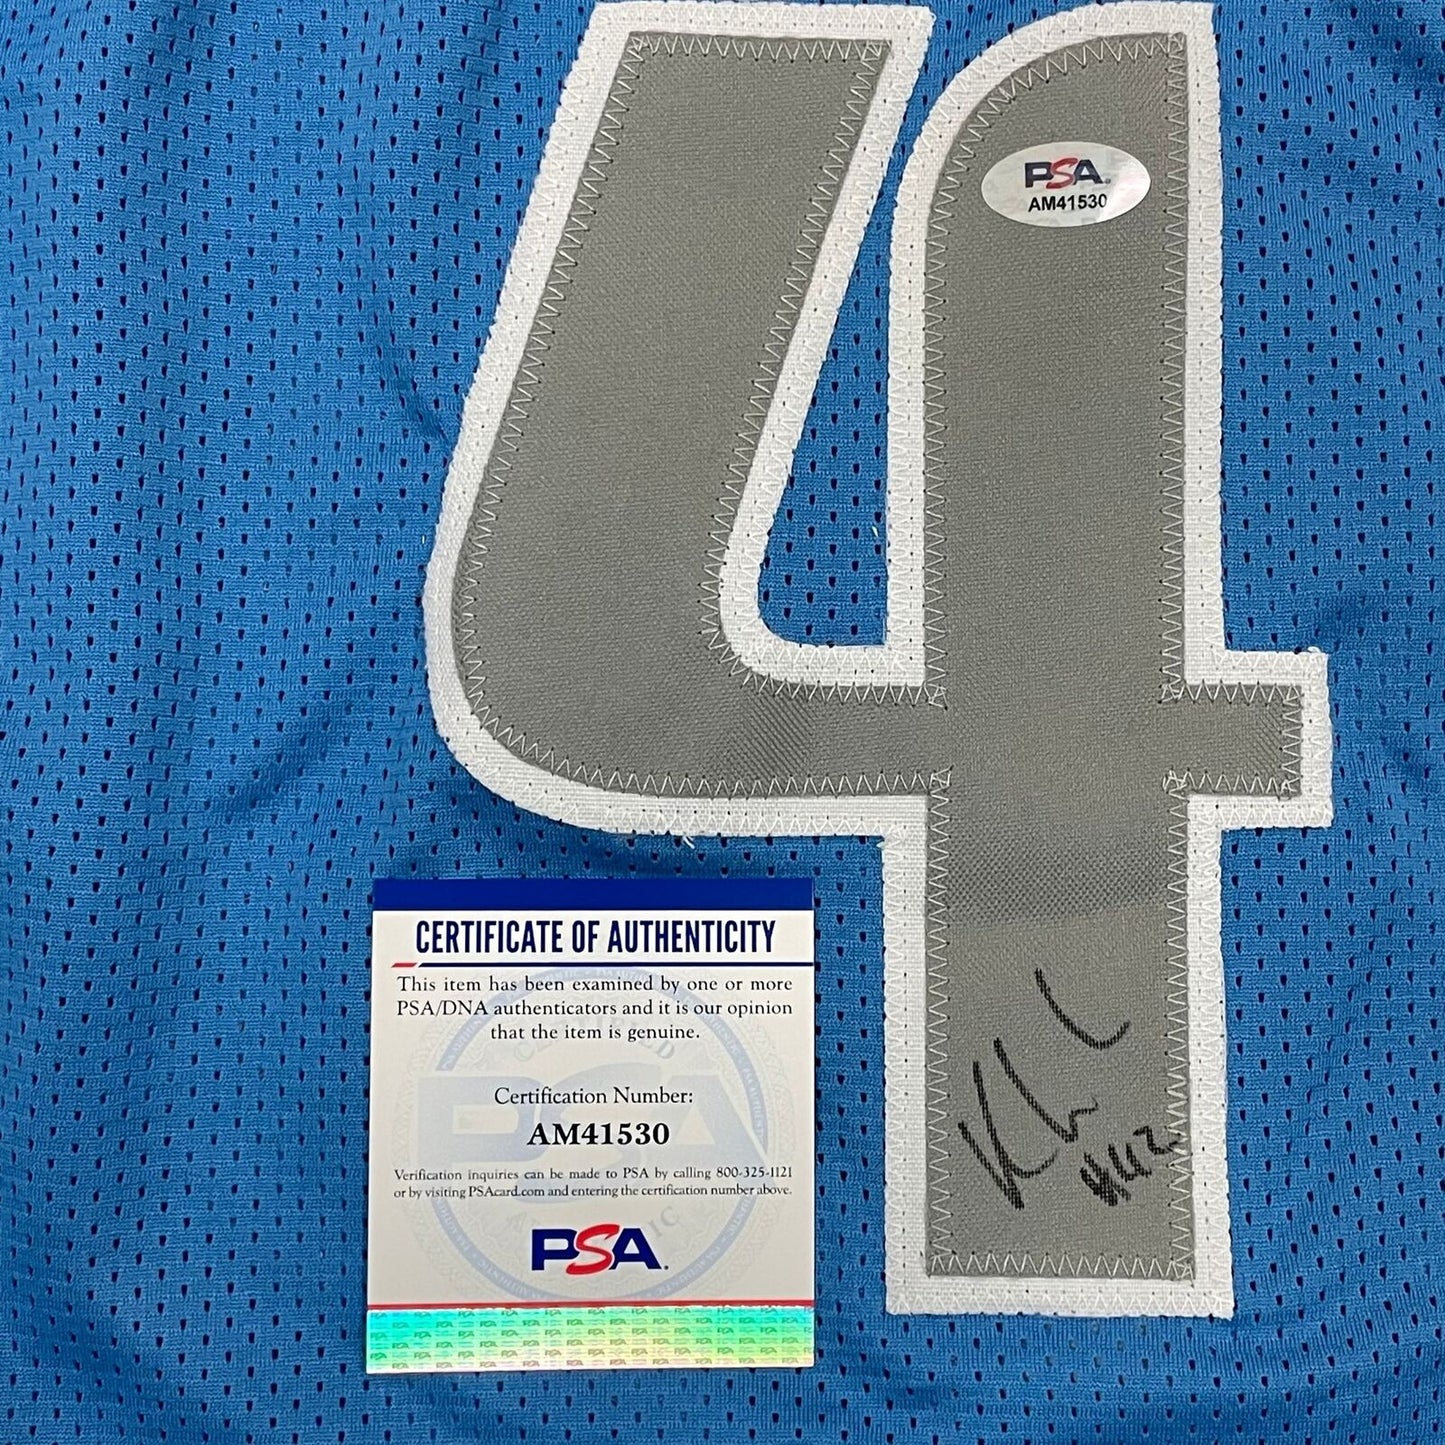 4
PSA
AM41530
CERTIFICATE OF AUTHENTICITY
This item has been examined by one or more
PSA/DNA authenticators and it is our opinion
that the item is genuine.
Certification Number:
AM41530
Verification inquiries can be made to PSA by calling 800-325-1121
or by visiting PSAcard.com and entering the certification number above.
PSA
#42